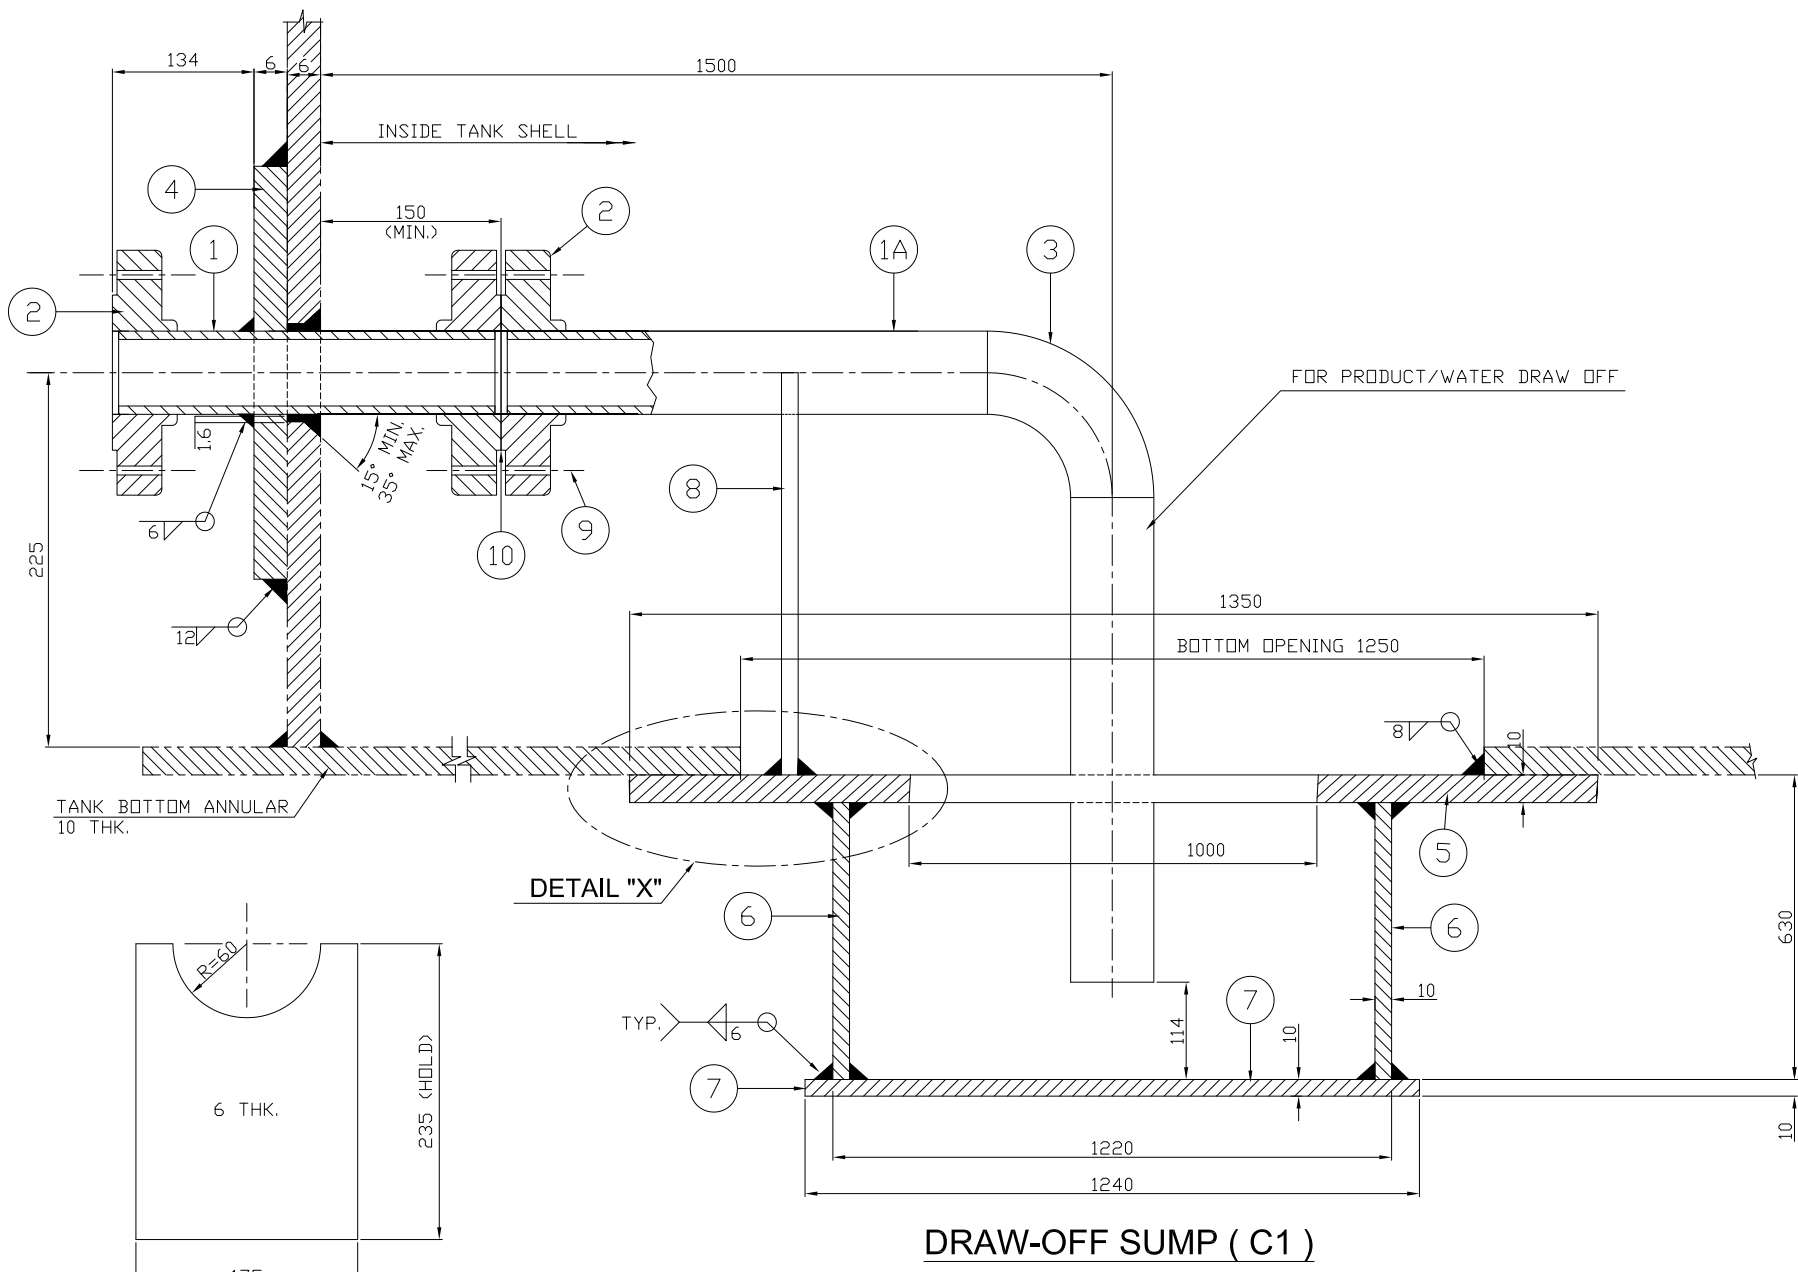 134
6
6
1500
INSIDE TANK SHELL
4
2
150
(MIN.)
1
1A
3
2
FOR PRODUCT/WATER DRAW OFF
1.6
15° MIN.
35° MAX.
8
9
6
10
225
12
1350
BOTTOM OPENING 1250
8
10
TANK BOTTOM ANNULAR
10 THK.
5
1000
DETAIL "X"
6
6
630
R=60
7
10
TYP.
6
114
10
235 (HOLD)
7
6 THK.
10
1220
1240
DRAW-OFF SUMP ( C1 )